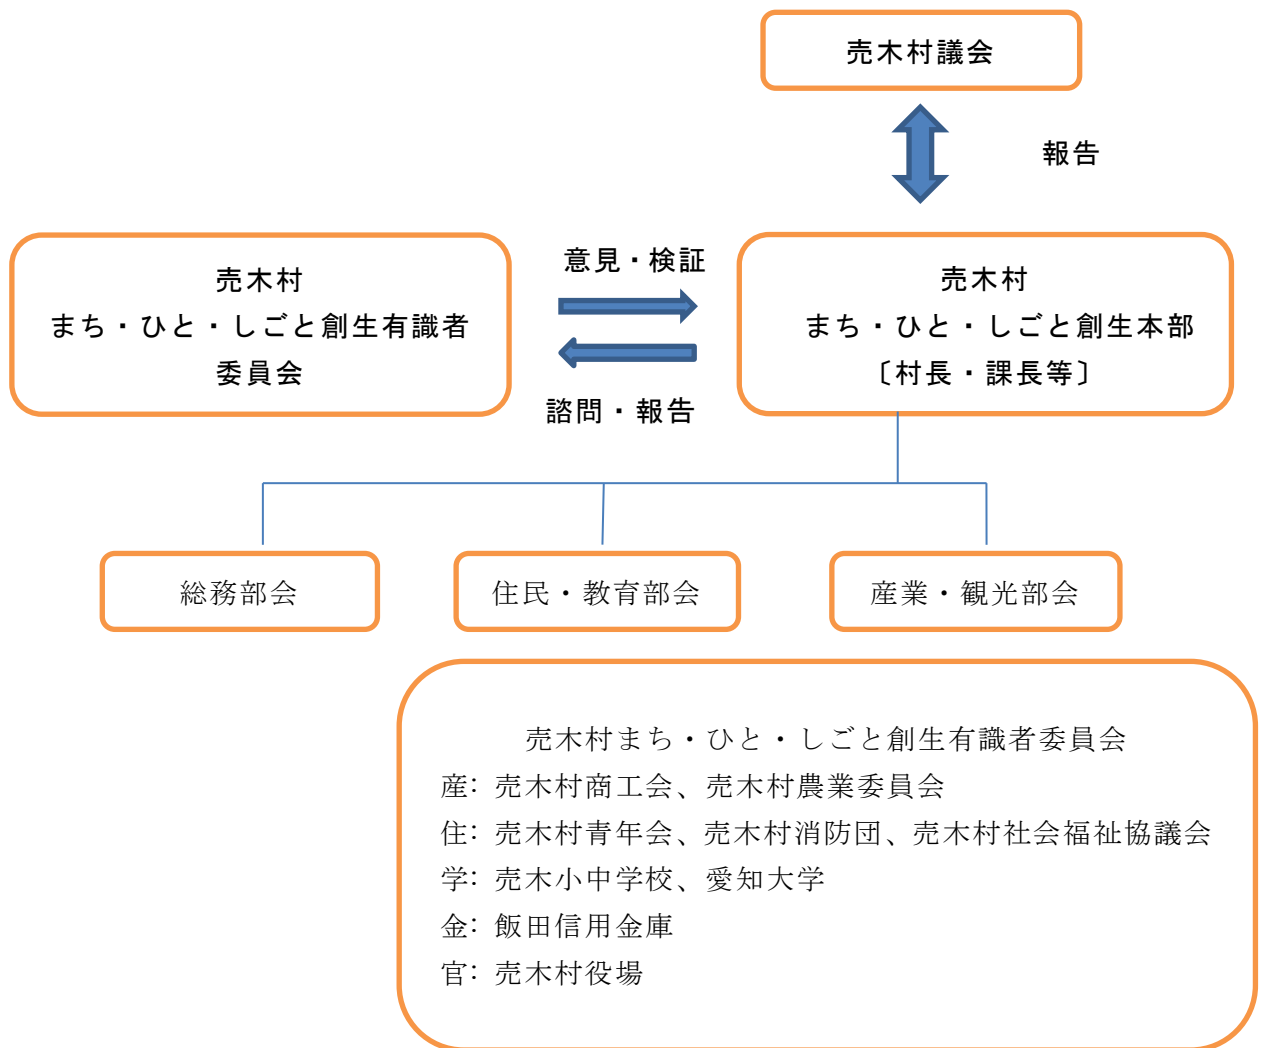 売木村議会
報告
売木村
まち・ひと・しごと創生有識者
委員会
意見・検証
諮問・報告
売木村
まち・ひと・しごと創生本部
〔村長・課長等〕
総務部会
住民・教育部会
産業・観光部会
売木村まち・ひと・しごと創生有識者委員会
産：売木村商工会、売木村農業委員会
住：売木村青年会、売木村消防団、売木村社会福祉協議会
学：売木小中学校、愛知大学
金：飯田信用金庫
官：売木村役場